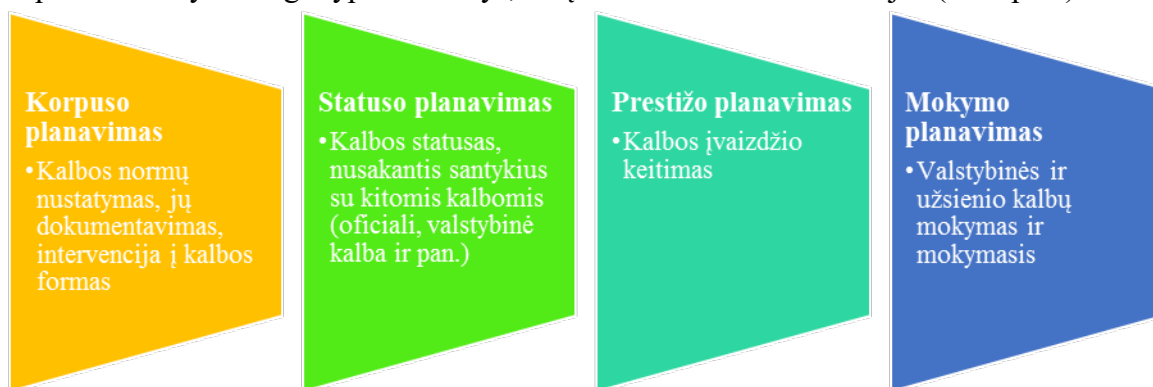 Korpuso
planavimas
•Kalbos normų
nustatymas, jų
dokumentavimas,
intervencija į kalbos
formas
Statuso planavimas
•Kalbos statusas,
nusakantis santykius
su kitomis kalbomis
(oficiali, valstybinė
kalba ir pan.)
Prestižo planavimas
•Kalbos įvaizdžio
keitimas
Mokymo
planavimas
•Valstybinės ir
užsienio kalbų
mokymas ir
mokymasis